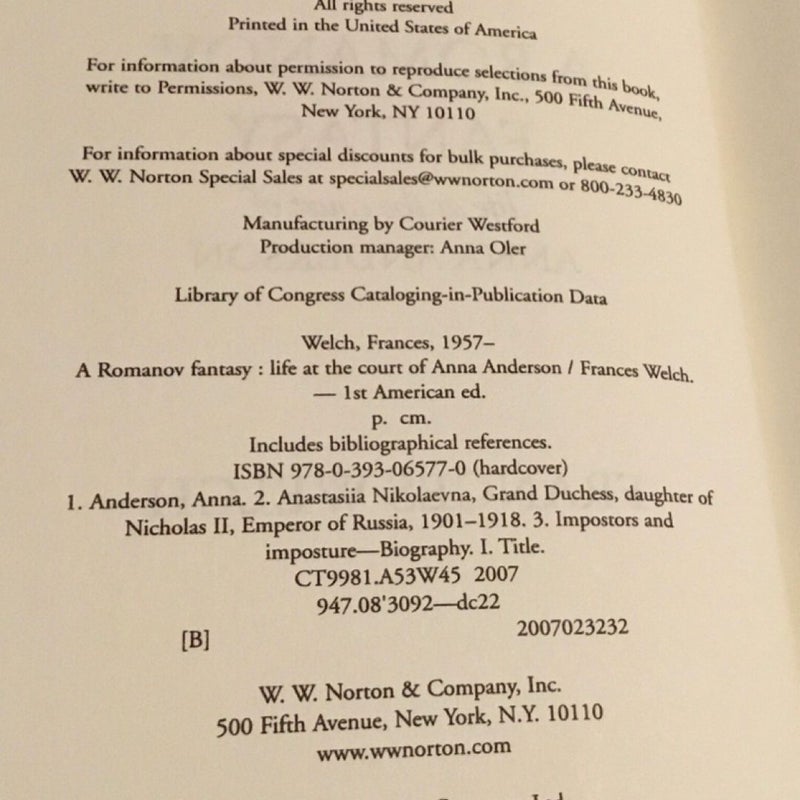 All rights reserved
Printed in the United States of America
For information about permission to reproduce selections from this book,
write to Permissions, W. W. Norton & Company, Inc., 500 Fifth Avenue,
New York, NY 10110
For information about special discounts for bulk purchases, please contact
W. W. Norton Special Sales at specialsales@wwnorton.com or 800-233-4830
Manufacturing by Courier Westford
Production manager: Anna Oler
Library of Congress Cataloging-in-Publication Data
Welch, Frances, 1957–
A Romanov fantasy : life at the court of Anna Anderson / Frances Welch.
— 1st American ed.
p. cm.
Includes bibliographical references.
ISBN 978-0-393-06577-0 (hardcover)
1. Anderson, Anna. 2. Anastasiia Nikolaevna, Grand Duchess, daughter of
Nicholas II, Emperor of Russia, 1901–1918. 3. Impostors and
imposture—Biography. I. Title.
CT9981.A53W45 2007
947.08'3092—dc22
2007023232
[B]
W. W. Norton & Company, Inc.
500 Fifth Avenue, New York, N.Y. 10110
www.wwnorton.com